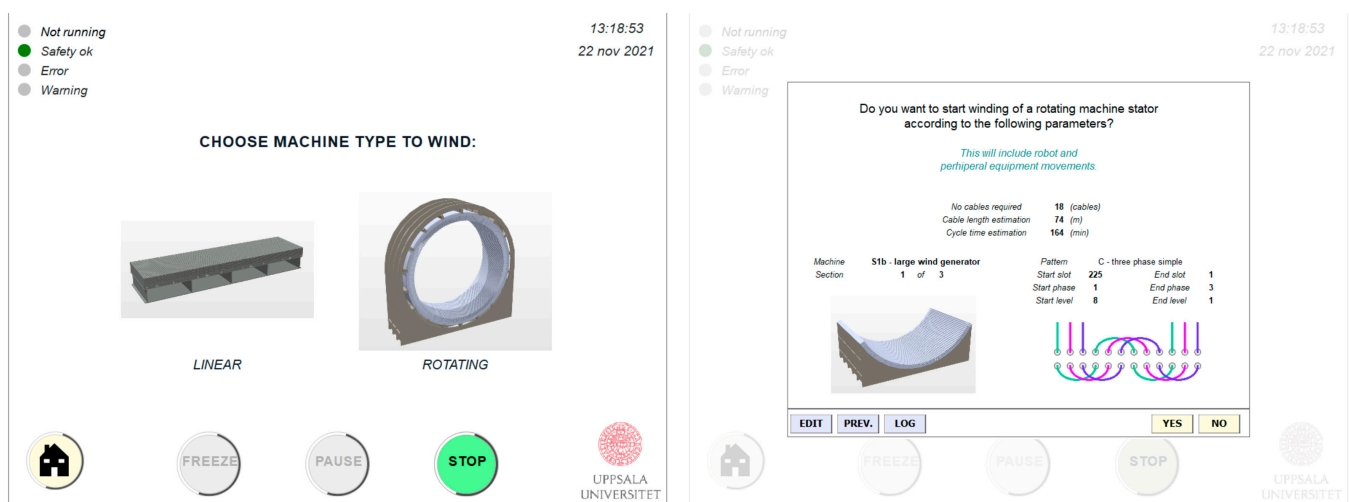 Not running
Safety ok
Error
Warning
13:18:53
22 nov 2021
CHOOSE MACHINE TYPE TO WIND:
LINEAR
ROTATING
FREEZE
PAUSE
STOP
UPPSALA
UNIVERSITET
Not running
Safety ok
Error
Warning
13:18:53
22 nov 2021
Do you want to start winding of a rotating machine stator
according to the following parameters?
This will include robot and
perhiperal equipment movements.
No cables required 18 (cables)
Cable length estimation 74 (m)
Cycle time estimation 164 (min)
Machine S1b - large wind generator
Section 1 of 3
Pattern C - three phase simple
Start slot 225 End slot 1
Start phase 1 End phase 3
Start level 8 End level 1
EDIT PREV. LOG YES NO
FREEZE
PAUSE
STOP
UPPSALA
UNIVERSITET